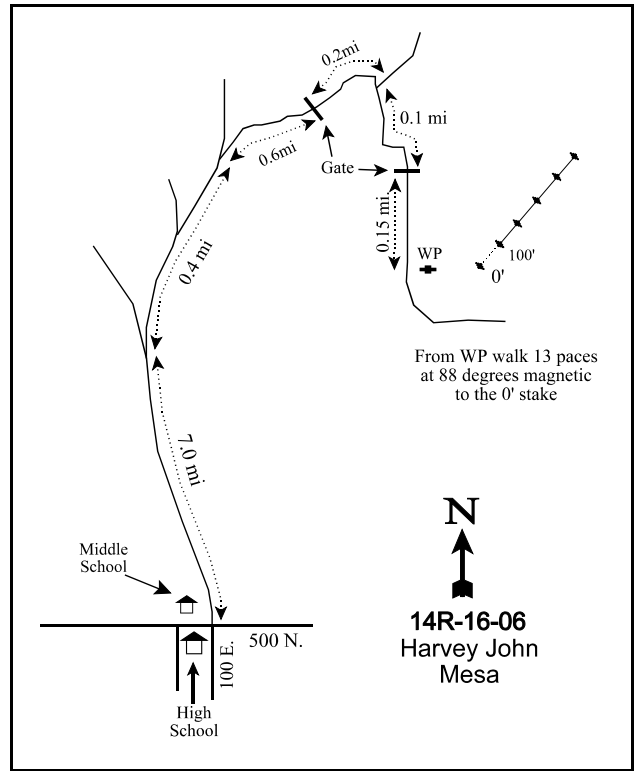 0.2mi
0.1 mi
0.6mi
Gate
0.15 mi
WP
100'
0'
0.4 mi
From WP walk 13 paces
at 88 degrees magnetic
to the 0' stake
7.0 mi
N
Middle
School
14R-16-06
Harvey John
Mesa
500 N.
100 E.
High
School